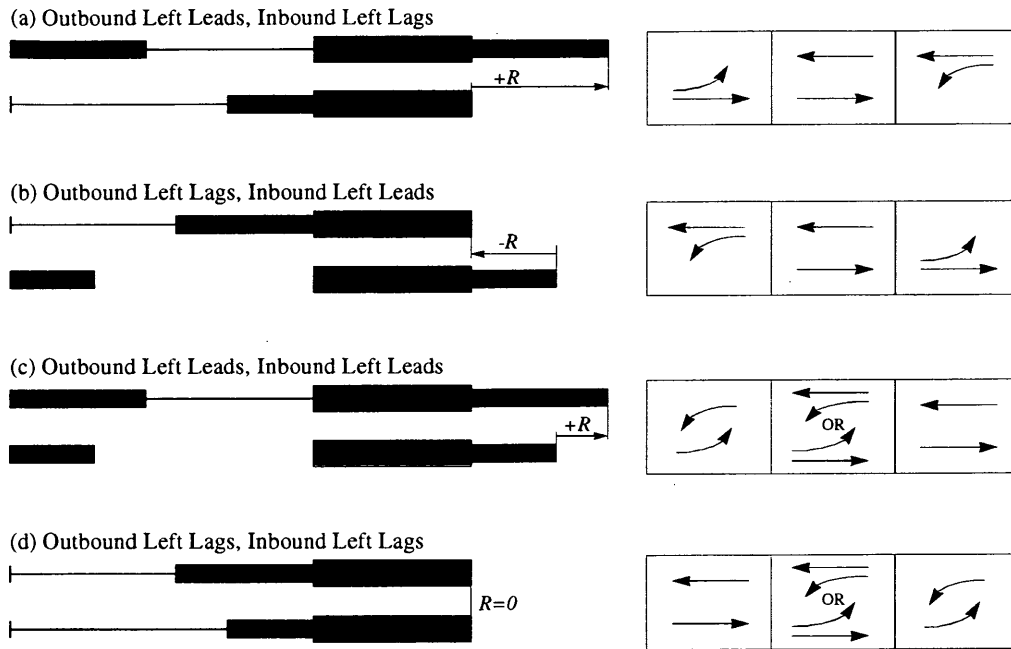 (a) Outbound Left Leads, Inbound Left Lags
+R
(b) Outbound Left Lags, Inbound Left Leads
-R
(c) Outbound Left Leads, Inbound Left Leads
+R
OR
(d) Outbound Left Lags, Inbound Left Lags
R=0
OR